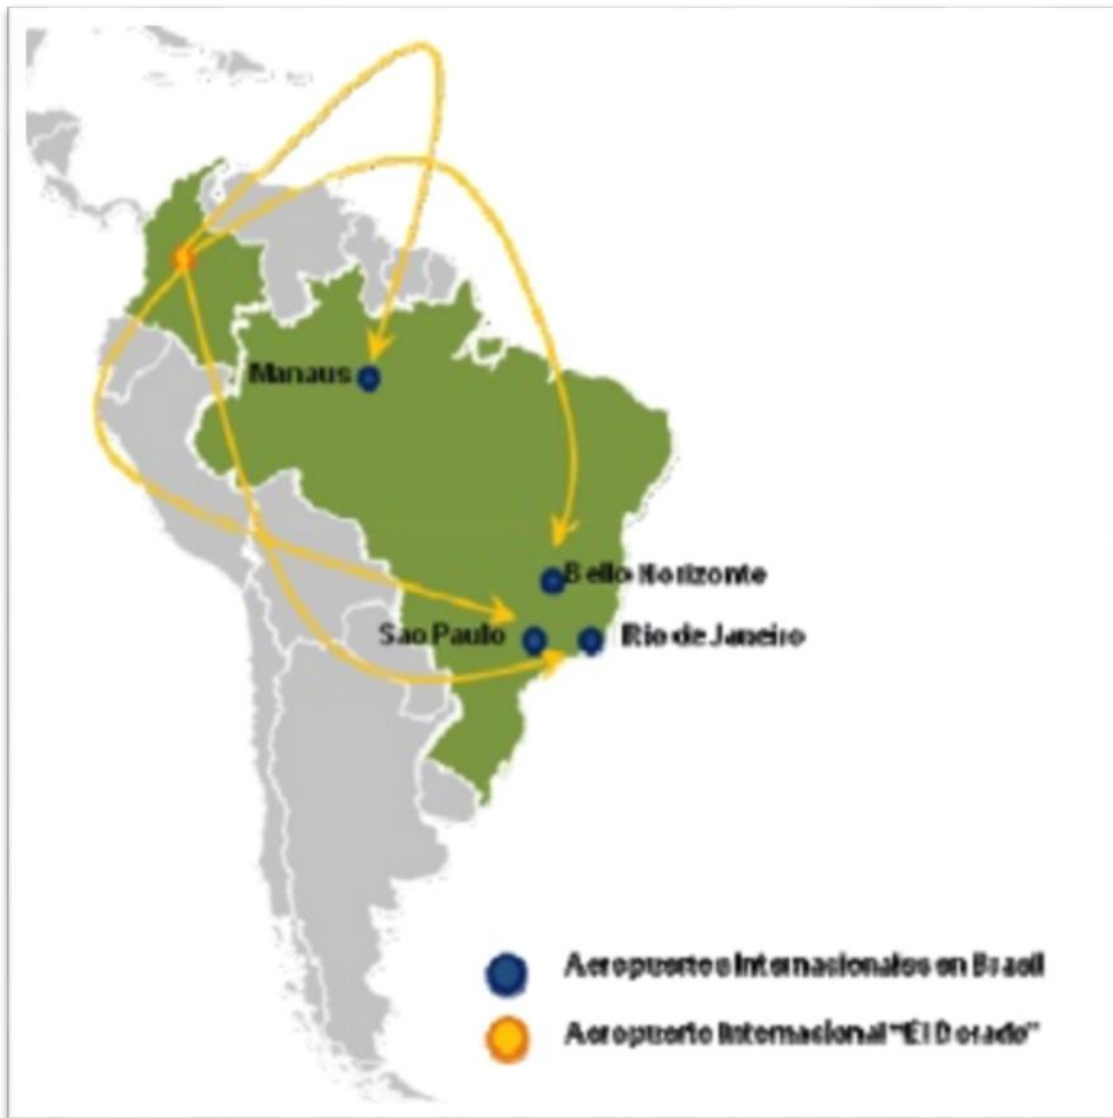 Manaus
Bello Horizonte
Sao Paulo
Rio de Janeiro
Aeropuertos Internacionales en Brasil
Aeropuerto Internacional "El Dorado"